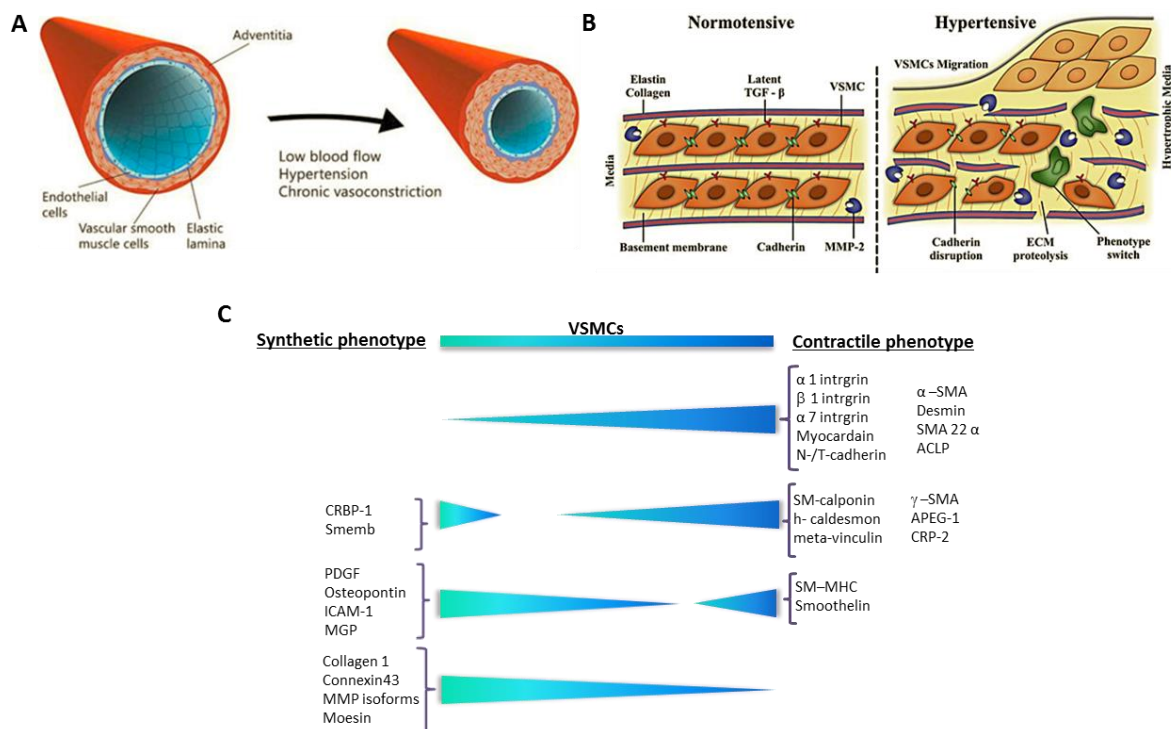 A
Adventitia
Low blood flow
Hypertension
Chronic vasoconstriction
Endothelial
cells
Vascular smooth
muscle cells
Elastic
lamina
B
Normotensive
Hypertensive
VSMCs Migration
Elastin
Collagen
Latent
TGF - β
VSMC
Media
Hypertrophic Media
Basement membrane
Cadherin
MMP-2
Cadherin
disruption
ECM
proteolysis
Phenotype
switch
C
VSMCs
Synthetic phenotype
Contractile phenotype
α 1 intrgrin
β 1 intrgrin
α 7 intrgrin
Myocardain
N-/T-cadherin
α –SMA
Desmin
SMA 22 α
ACLP
CRBP-1
Smemb
SM-calponin
h- caldesmon
meta-vinculin
γ –SMA
APEG-1
CRP-2
PDGF
Osteopontin
ICAM-1
MGP
SM–MHC
Smoothelin
Collagen 1
Connexin43
MMP isoforms
Moesin